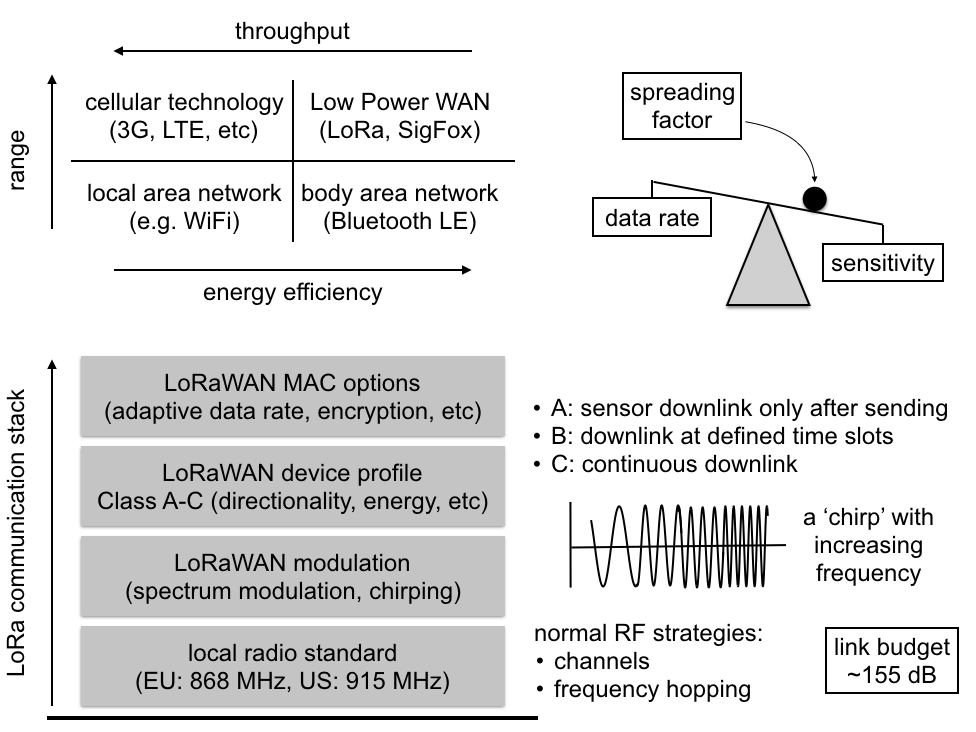 throughput
range
cellular technology
(3G, LTE, etc)
Low Power WAN
(LoRa, SigFox)
local area network
(e.g. WiFi)
body area network
(Bluetooth LE)
energy efficiency
spreading
factor
data rate
sensitivity
LoRa communication stack
LoRaWAN MAC options
(adaptive data rate, encryption, etc)
LoRaWAN device profile
Class A-C (directionality, energy, etc)
LoRaWAN modulation
(spectrum modulation, chirping)
local radio standard
(EU: 868 MHz, US: 915 MHz)
• A: sensor downlink only after sending
• B: downlink at defined time slots
• C: continuous downlink
a ‘chirp’ with
increasing
frequency
normal RF strategies:
• channels
• frequency hopping
link budget
~155 dB